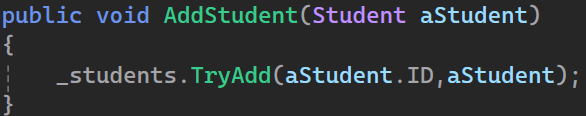 public void AddStudent(Student aStudent)
{
    _students.TryAdd(aStudent.ID,aStudent);
}